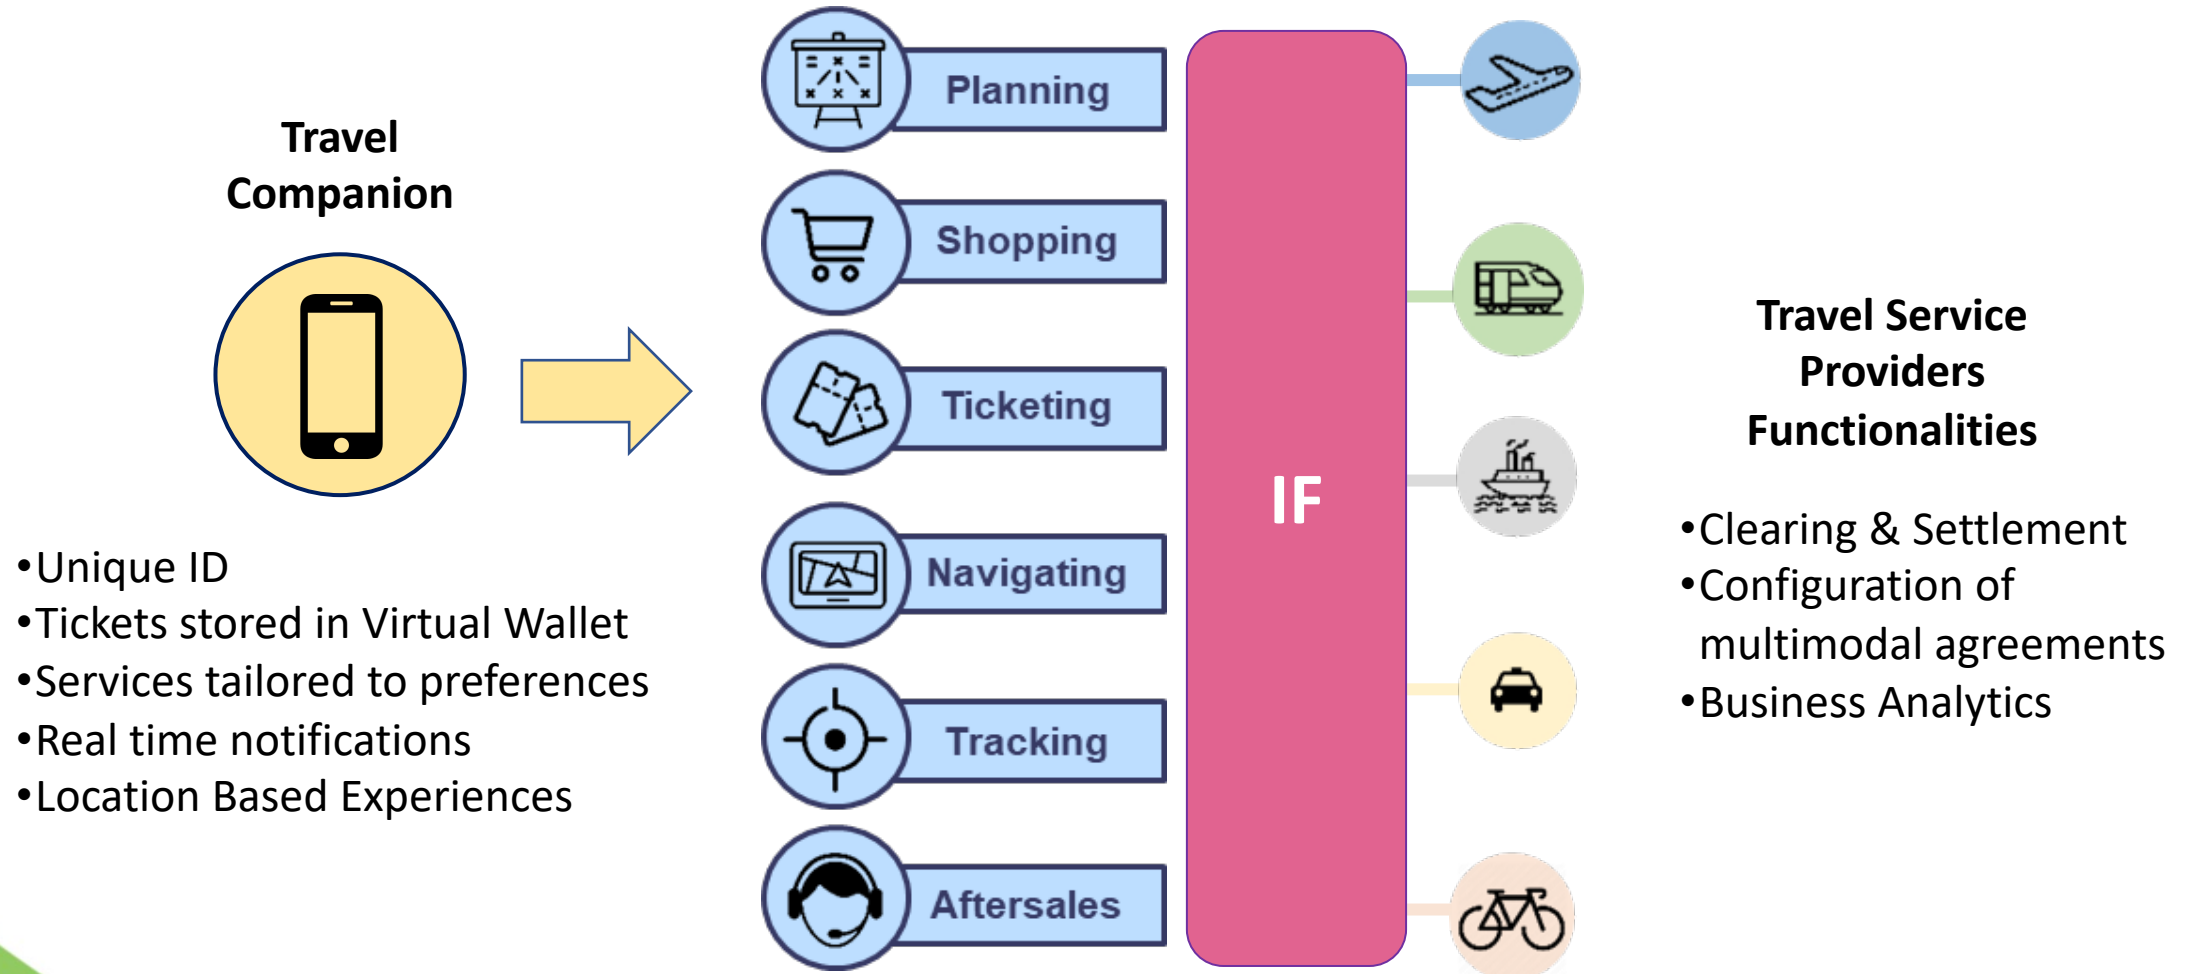 Travel
Companion
•Unique ID
•Tickets stored in Virtual Wallet
•Services tailored to preferences
•Real time notifications
•Location Based Experiences
Planning
Shopping
Ticketing
Navigating
Tracking
Aftersales
IF
Travel Service
Providers
Functionalities
•Clearing & Settlement
•Configuration of
multimodal agreements
•Business Analytics